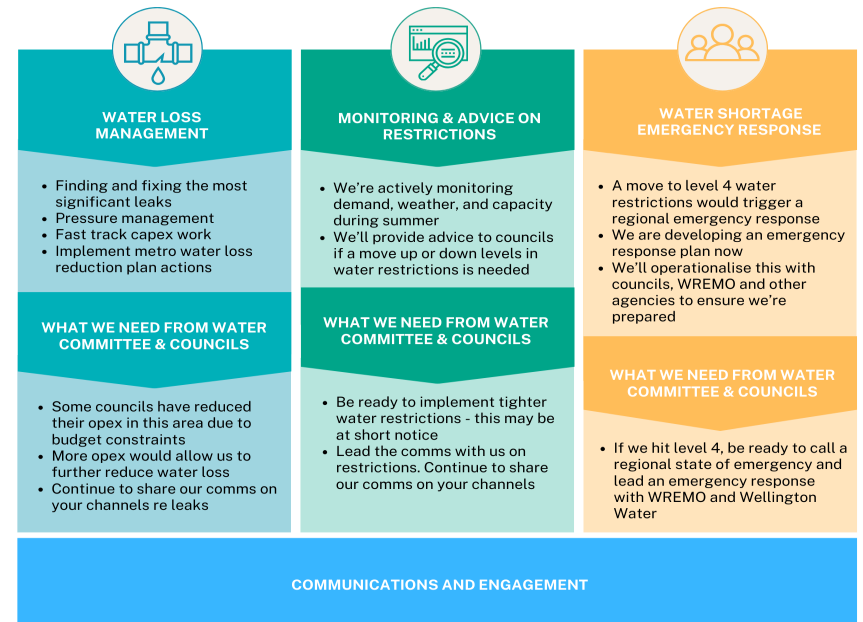 WATER LOSS
MANAGEMENT
• Finding and fixing the most
significant leaks
• Pressure management
• Fast track capex work
• Implement metro water loss
reduction plan actions
WHAT WE NEED FROM WATER
COMMITTEE & COUNCILS
• Some councils have reduced
their opex in this area due to
budget constraints
• More opex would allow us to
further reduce water loss
• Continue to share our comms on
your channels re leaks
MONITORING & ADVICE ON
RESTRICTIONS
• We’re actively monitoring
demand, weather, and capacity
during summer
• We’ll provide advice to councils
if a move up or down levels in
water restrictions is needed
WHAT WE NEED FROM WATER
COMMITTEE & COUNCILS
• Be ready to implement tighter
water restrictions - this may be
at short notice
• Lead the comms with us on
restrictions. Continue to share
our comms on your channels
WATER SHORTAGE
EMERGENCY RESPONSE
• A move to level 4 water
restrictions would trigger a
regional emergency response
• We are developing an emergency
response plan now
• We’ll operationalise this with
councils, WREMO and other
agencies to ensure we’re
prepared
WHAT WE NEED FROM WATER
COMMITTEE & COUNCILS
• If we hit level 4, be ready to call a
regional state of emergency and
lead an emergency response
with WREMO and Wellington
Water
COMMUNICATIONS AND ENGAGEMENT